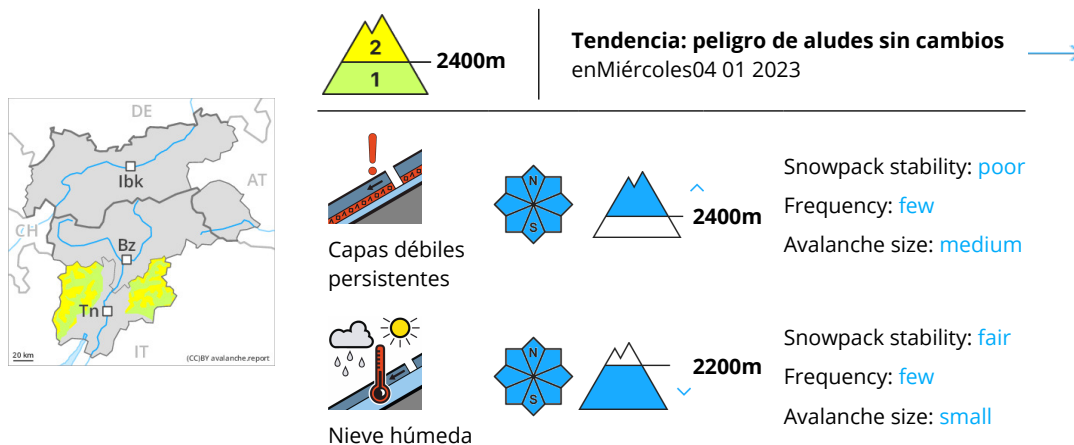 2
1
2400m
Tendencia: peligro de aludes sin cambios
enMiércoles04 01 2023
DE
AT
CH
IT
Ibk
Bz
Tn
20 km
(CC)BY avalanche.report
Capas débiles
persistentes
N
S
2400m
Snowpack stability: poor
Frequency: few
Avalanche size: medium
Nieve húmeda
N
S
2200m
Snowpack stability: fair
Frequency: few
Avalanche size: small